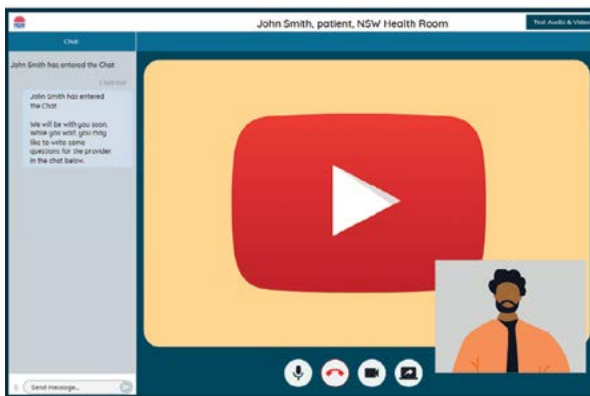 John Smith, patient, NSW Health Room
Test Audio & Video
Chat
John Smith has entered the Chat
John Smith has entered
the Chat
We will be with you soon.
While you wait, you may
like to write some
questions for the provider
in the chat below.
Send message...